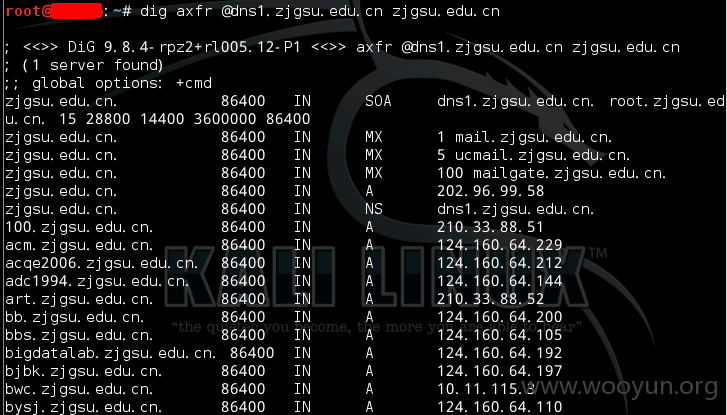 root@ :~# dig axfr @dns1.zjgsu.edu.cn zjgsu.edu.cn
; <<>> DiG 9.8.4-rpz2+rl005.12-P1 <<>> axfr @dns1.zjgsu.edu.cn zjgsu.edu.cn
; (1 server found)
;; global options: +cmd
zjgsu.edu.cn. 86400 IN SOA dns1.zjgsu.edu.cn. root.zjgsu.ed
u.cn. 15 28800 14400 3600000 86400
zjgsu.edu.cn. 86400 IN MX 1 mail.zjgsu.edu.cn.
zjgsu.edu.cn. 86400 IN MX 5 ucmail.zjgsu.edu.cn.
zjgsu.edu.cn. 86400 IN MX 100 mailgate.zjgsu.edu.cn.
zjgsu.edu.cn. 86400 IN A 202.96.99.58
zjgsu.edu.cn. 86400 IN NS dns1.zjgsu.edu.cn.
100.zjgsu.edu.cn. 86400 IN A 210.33.88.51
acm.zjgsu.edu.cn. 86400 IN A 124.160.64.229
acqe2006.zjgsu.edu.cn. 86400 IN A 124.160.64.212
adc1994.zjgsu.edu.cn. 86400 IN A 124.160.64.144
art.zjgsu.edu.cn. 86400 IN A 210.33.88.52
bb.zjgsu.edu.cn. 86400 IN A 124.160.64.200
bbs.zjgsu.edu.cn. 86400 IN A 124.160.64.105
bigdatalab.zjgsu.edu.cn. 86400 IN A 124.160.64.192
bjbk.zjgsu.edu.cn. 86400 IN A 124.160.64.197
bwc.zjgsu.edu.cn. 86400 IN A 10.11.115.3
bysj.zjgsu.edu.cn. 86400 IN A 124.160.64.110
KALI LINUX™
"the quieter you become, the more you are able to hear"
www.wooyun.org